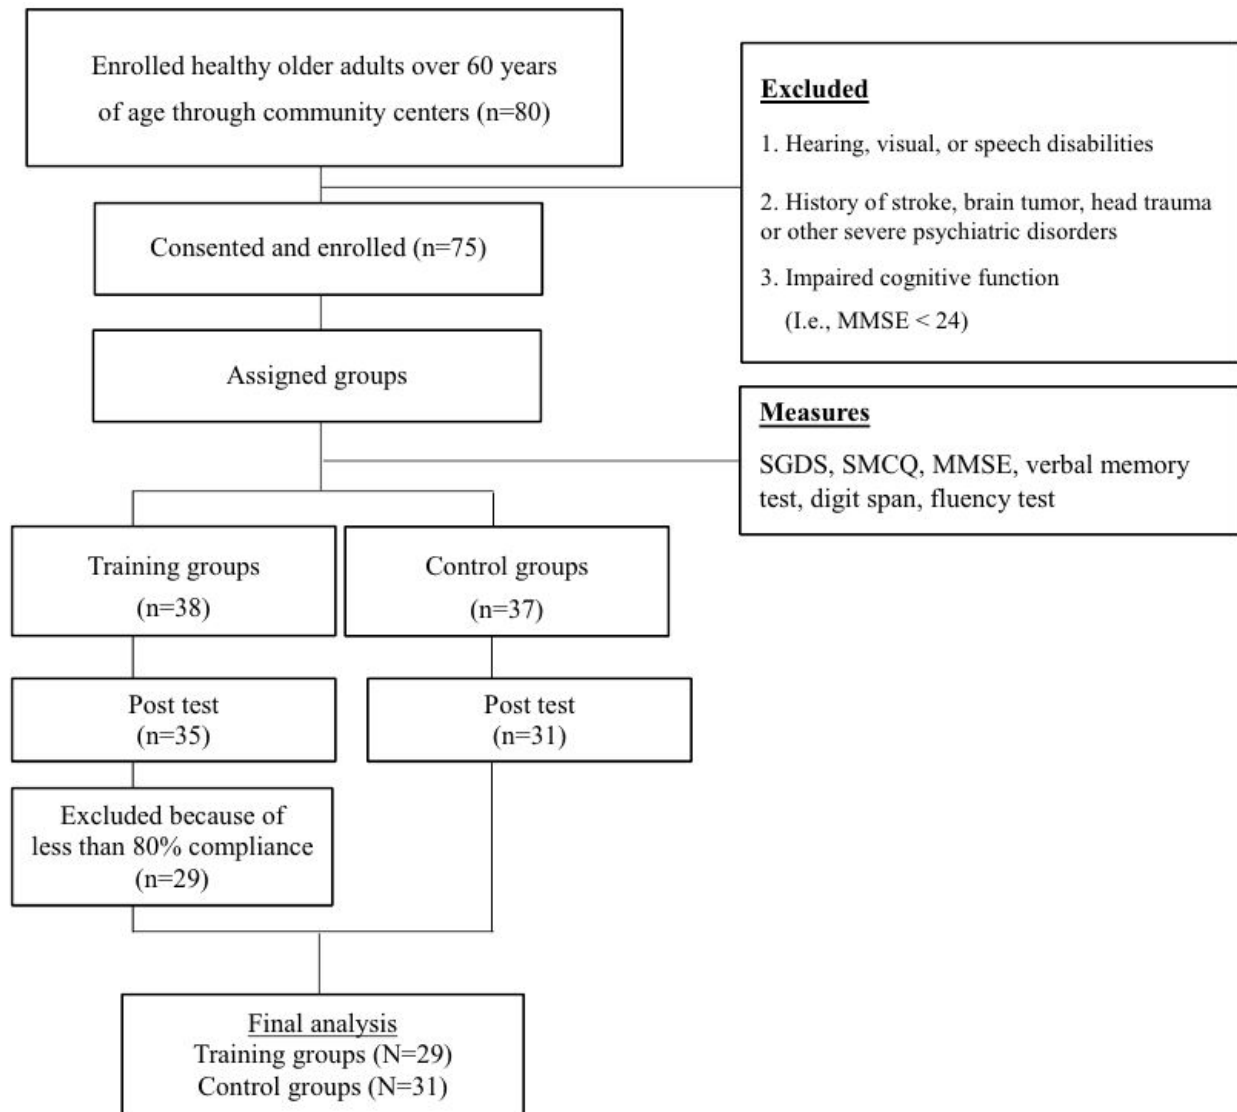 Enrolled healthy older adults over 60 years
of age through community centers (n=80)
Excluded
1. Hearing, visual, or speech disabilities
2. History of stroke, brain tumor, head trauma
or other severe psychiatric disorders
3. Impaired cognitive function
(I.e., MMSE < 24)
Consented and enrolled (n=75)
Assigned groups
Measures
SGDS, SMCQ, MMSE, verbal memory
test, digit span, fluency test
Training groups
(n=38)
Control groups
(n=37)
Post test
(n=35)
Post test
(n=31)
Excluded because of
less than 80% compliance
(n=29)
Final analysis
Training groups (N=29)
Control groups (N=31)